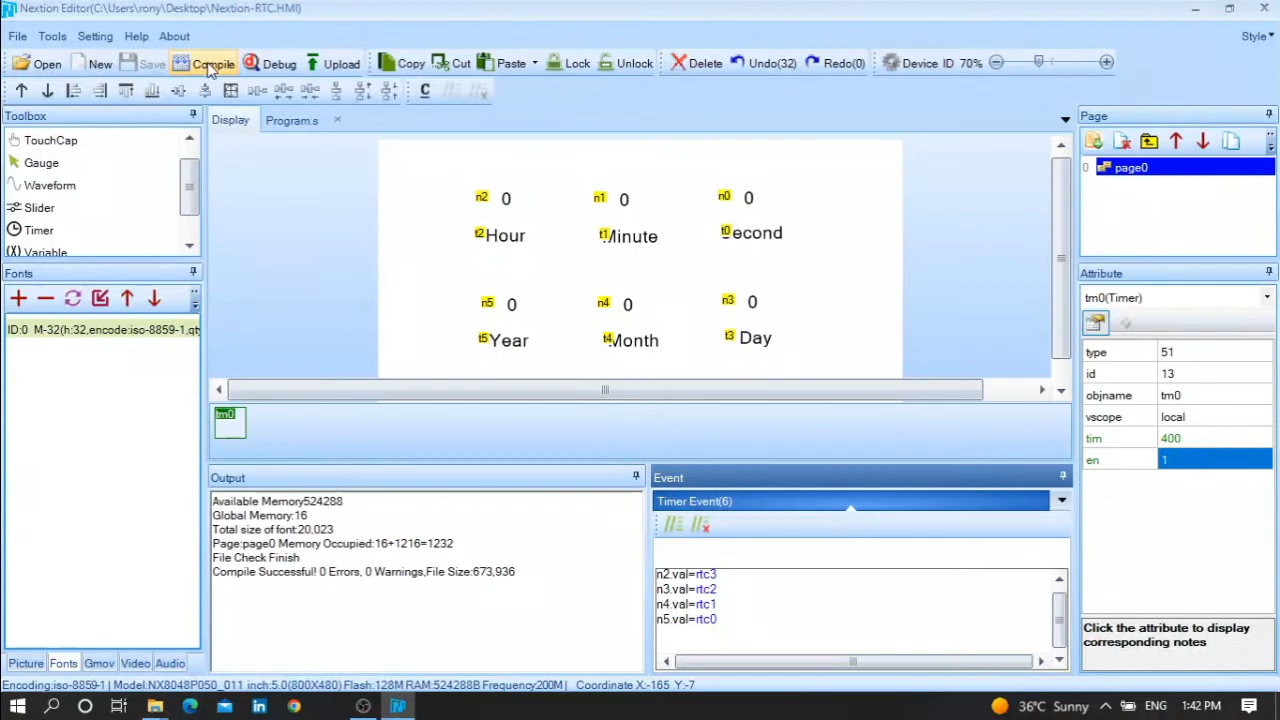 Nextion Editor(C:\Users\rony\Desktop\Nextion-RTC.HMI)
File Tools Setting Help About Style
Open New Save Compile Debug Upload Copy Cut Paste Lock Unlock Delete Undo(32) Redo(0) Device ID 70%
C
Toolbox
TouchCap
Gauge
Waveform
Slider
Timer
(X) Variable
Fonts
ID:0 M-32(h:32,encode:iso-8859-1,qty
Picture Fonts Gmov Video Audio
Display Program.s
n2 0 n1 0 n0 0
t2 Hour t1 Minute t0 Second
n5 0 n4 0 n3 0
t5 Year t4 Month t3 Day
tm0
Output
Available Memory524288
Global Memory:16
Total size of font:20,023
Page:page0 Memory Occupied:16+1216=1232
File Check Finish
Compile Successful! 0 Errors, 0 Warnings,File Size:673,936
Event
Timer Event(6)
n2.val=rtc3
n3.val=rtc2
n4.val=rtc1
n5.val=rtc0
Page
0 page0
Attribute
tm0(Timer)
type 51
id 13
objname tm0
vscope local
tim 400
en 1
Click the attribute to display
corresponding notes
Encoding:iso-8859-1| Model:NX8048P050_011 inch:5.0(800X480) Flash:128M RAM:524288B Frequency200M| Coordinate X-165 Y:-7
36°C Sunny ENG 1:42 PM